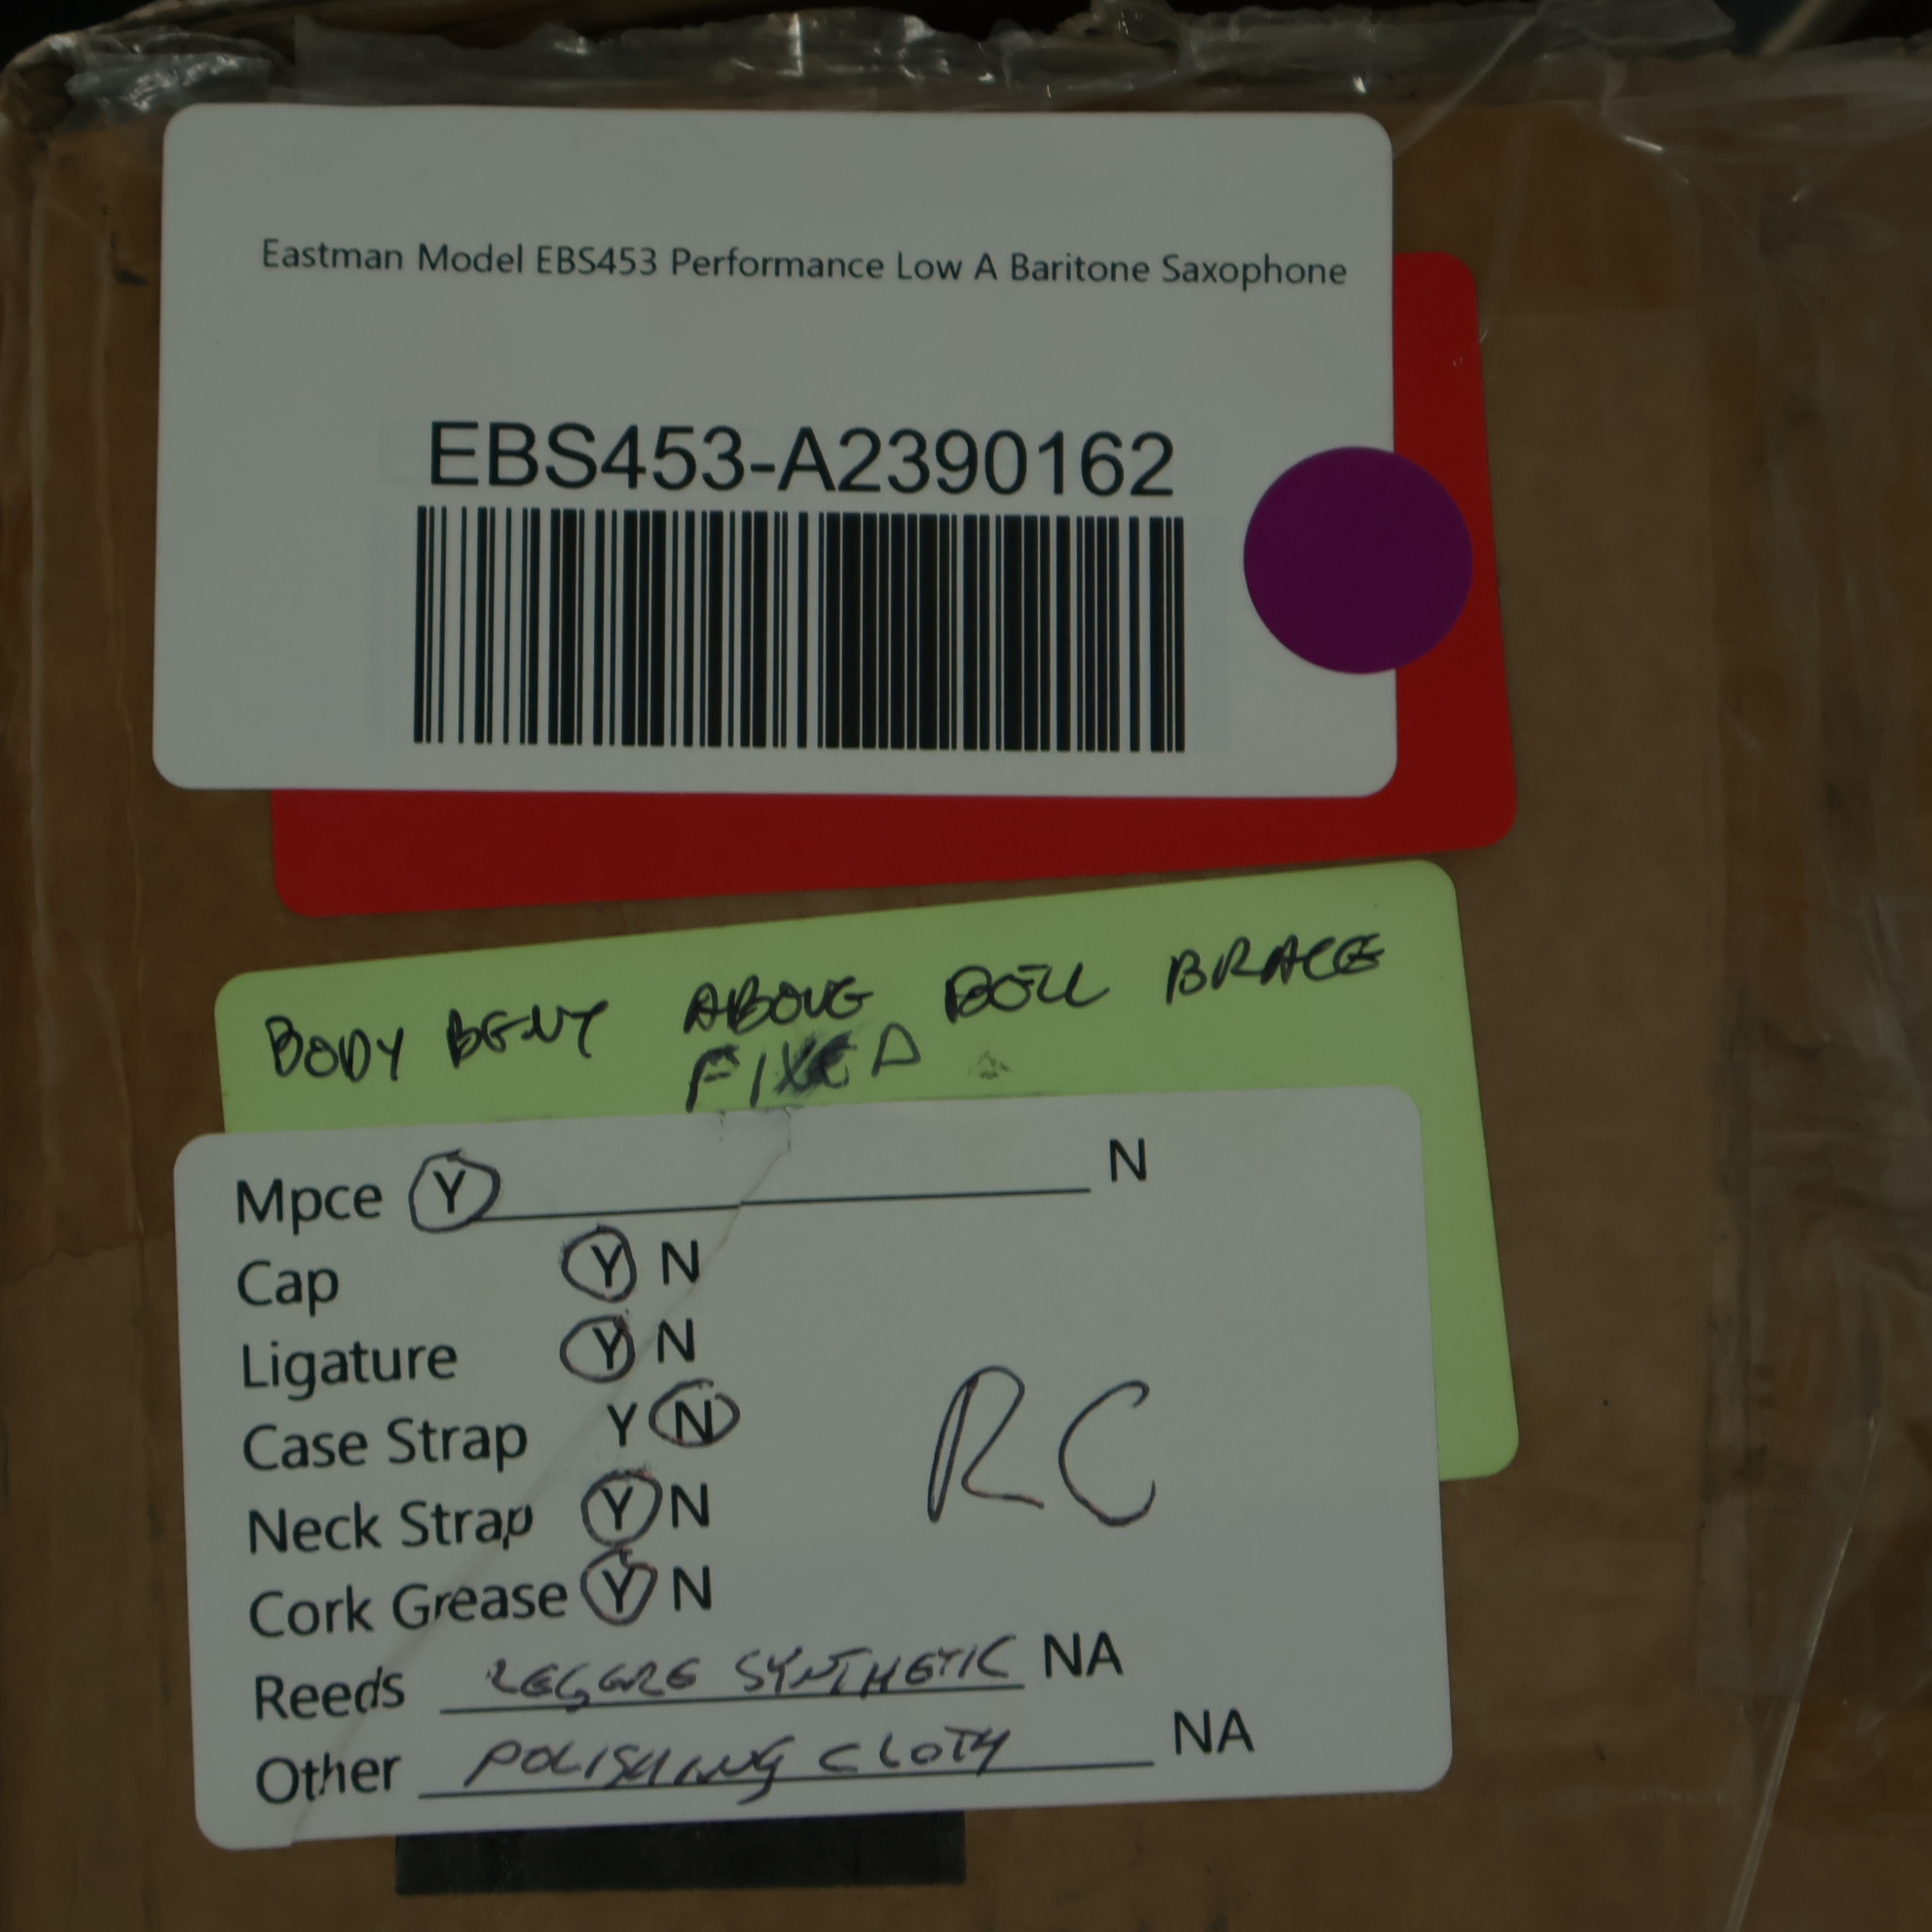 Eastman Model EBS453 Performance Low A Baritone Saxophone
EBS453-A2390162
BODY BENT ABOVE BELL BRACE
FIXED
Mpce Y N
Cap Y N
Ligature Y N
Case Strap Y N
Neck Strap Y N
Cork Grease Y N
RC
Reeds LEGERE SYNTHETIC NA
Other POLISHING CLOTH NA